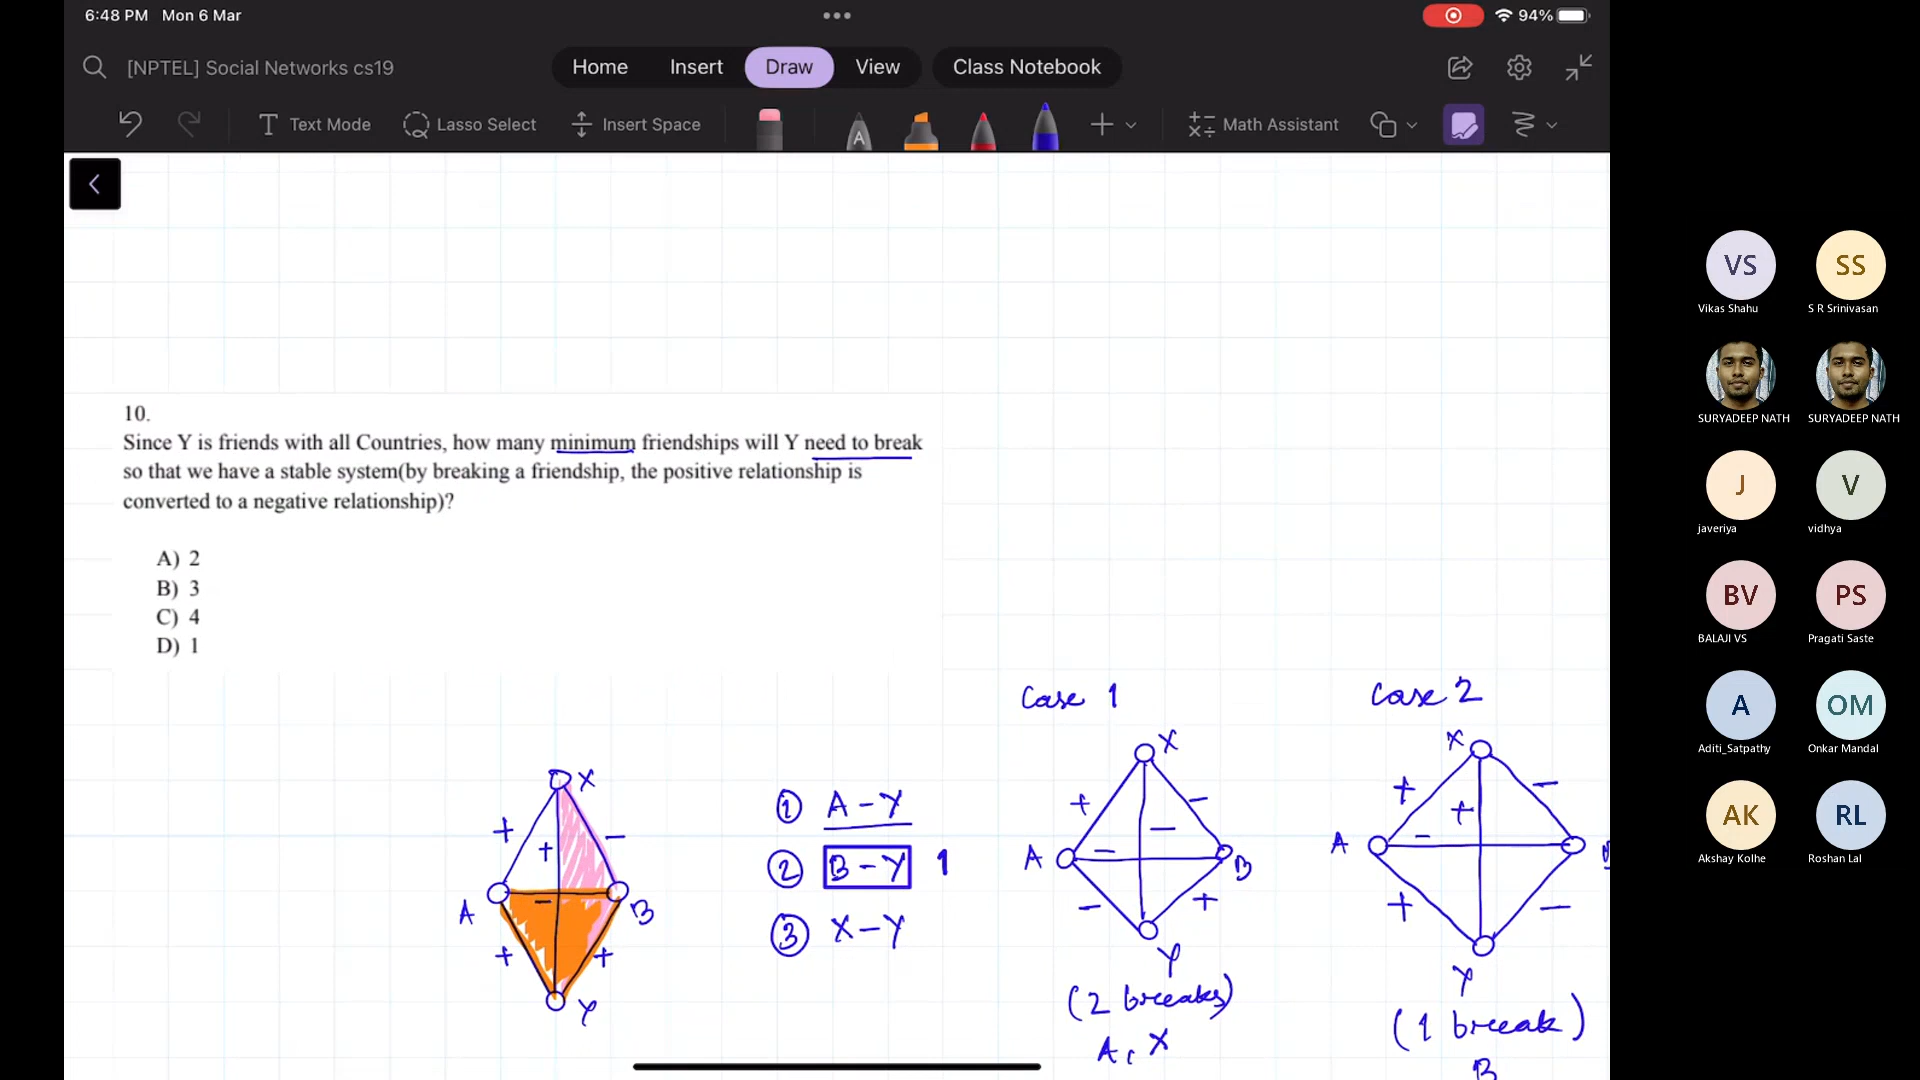 6:48 PM Mon 6 Mar
94%
[NPTEL] Social Networks cs19
Home Insert Draw View Class Notebook
Text Mode Lasso Select Insert Space A Math Assistant
10.
Since Y is friends with all Countries, how many minimum friendships will Y need to break
so that we have a stable system(by breaking a friendship, the positive relationship is
converted to a negative relationship)?
A) 2
B) 3
C) 4
D) 1
X
+ + −
A − B
+ +
Y
① A - Y
② B - Y 1
③ X - Y
Case 1
X
+ −
−
A − B
− +
Y
(2 breaks)
A, X
Case 2
X
+ + −
A −
+ −
Y
(1 break)
B
VS SS
Vikas Shahu S R Srinivasan
SURYADEEP NATH SURYADEEP NATH
J V
javeriya vidhya
BV PS
BALAJI VS Pragati Saste
A OM
Aditi_Satpathy Onkar Mandal
AK RL
Akshay Kolhe Roshan Lal